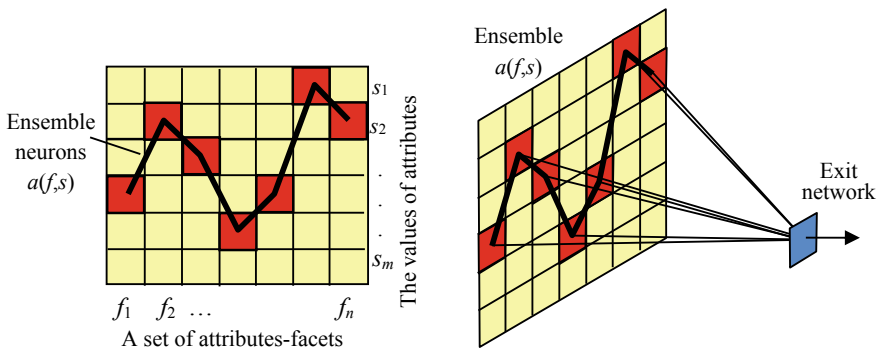 Ensemble
neurons
a(f,s)
s1
s2
.
.
.
sm
The values of attributes
f1 f2 ... fn
A set of attributes-facets
Ensemble
a(f,s)
Exit
network